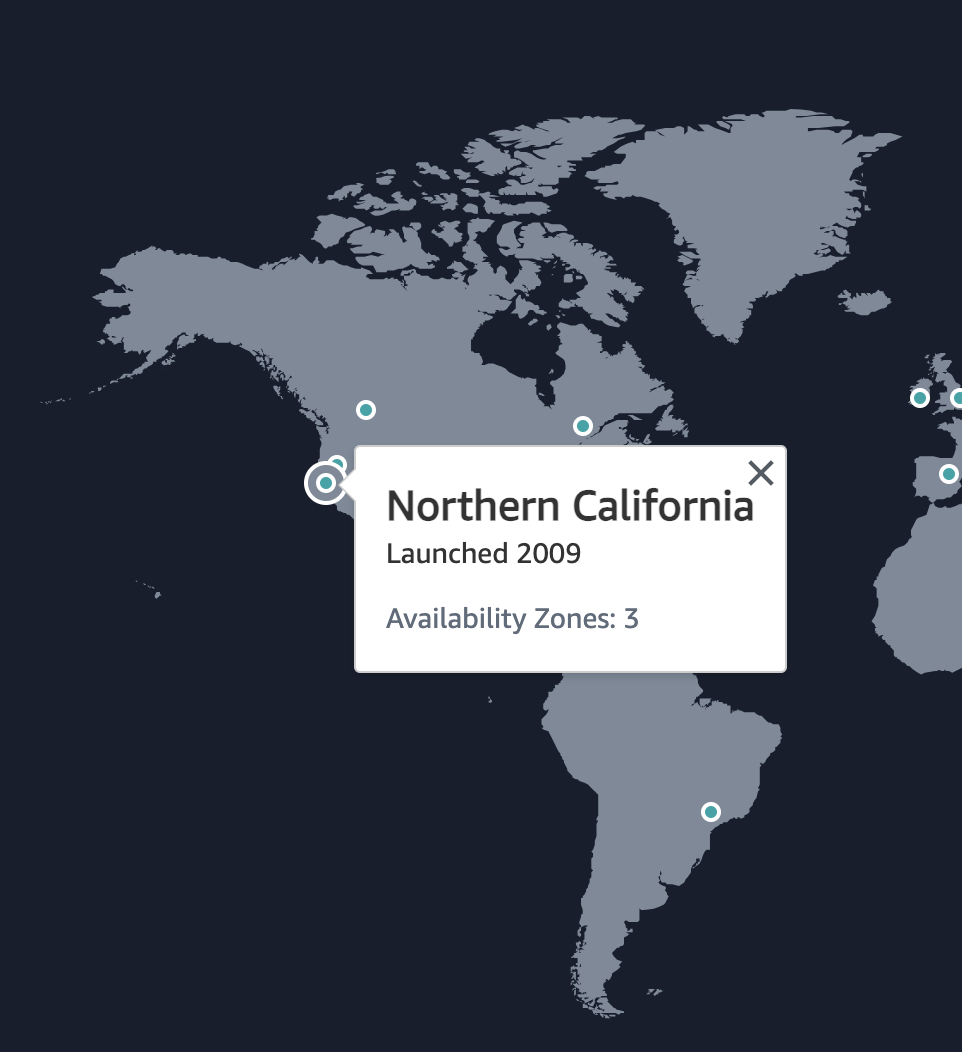 Northern California
Launched 2009
Availability Zones: 3